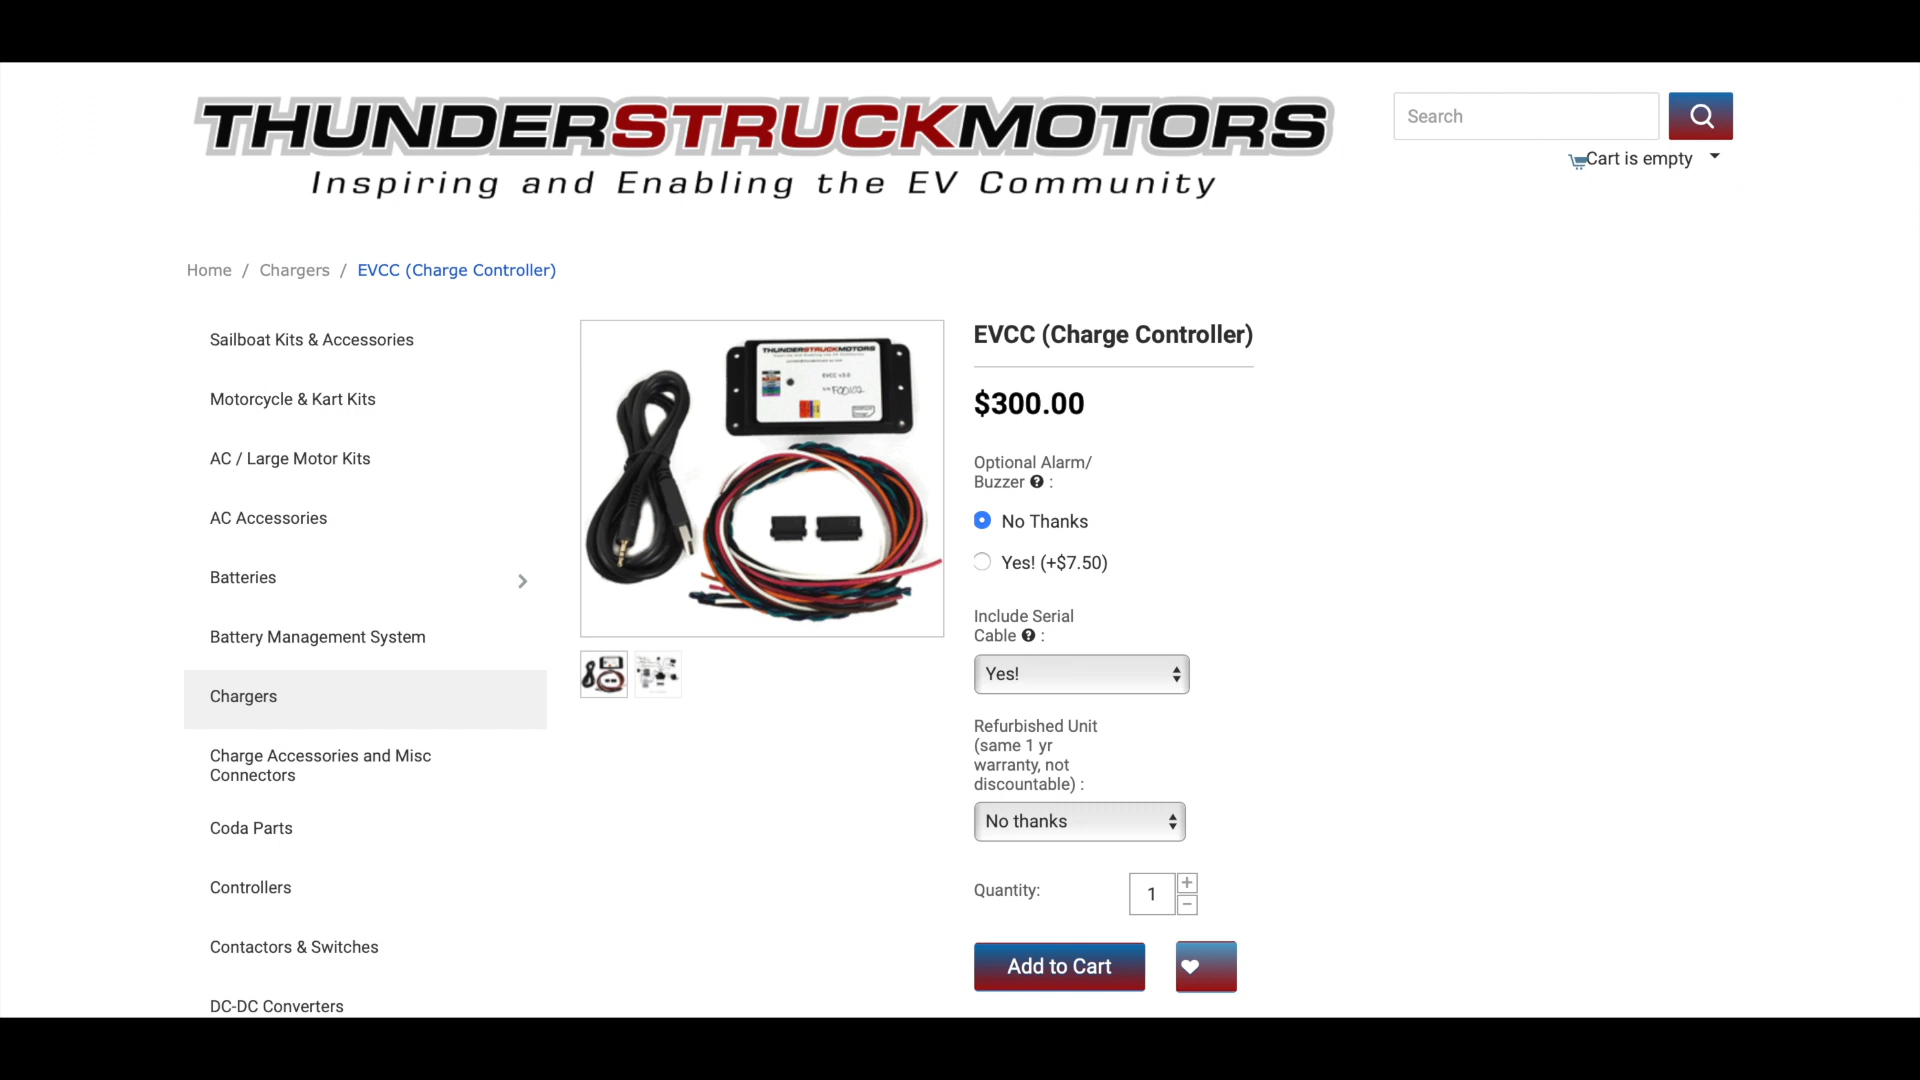 THUNDERSTRUCKMOTORS
Inspiring and Enabling the EV Community
Search
Cart is empty
Home / Chargers / EVCC (Charge Controller)
Sailboat Kits & Accessories
Motorcycle & Kart Kits
AC / Large Motor Kits
AC Accessories
Batteries
Battery Management System
Chargers
Charge Accessories and Misc
Connectors
Coda Parts
Controllers
Contactors & Switches
DC-DC Converters
THUNDERSTRUCKMOTORS
EVCC v3.0
EVCC (Charge Controller)
$300.00
Optional Alarm/
Buzzer ? :
No Thanks
Yes! (+$7.50)
Include Serial
Cable ? :
Yes!
Refurbished Unit
(same 1 yr
warranty, not
discountable) :
No thanks
Quantity:
1
+
−
Add to Cart